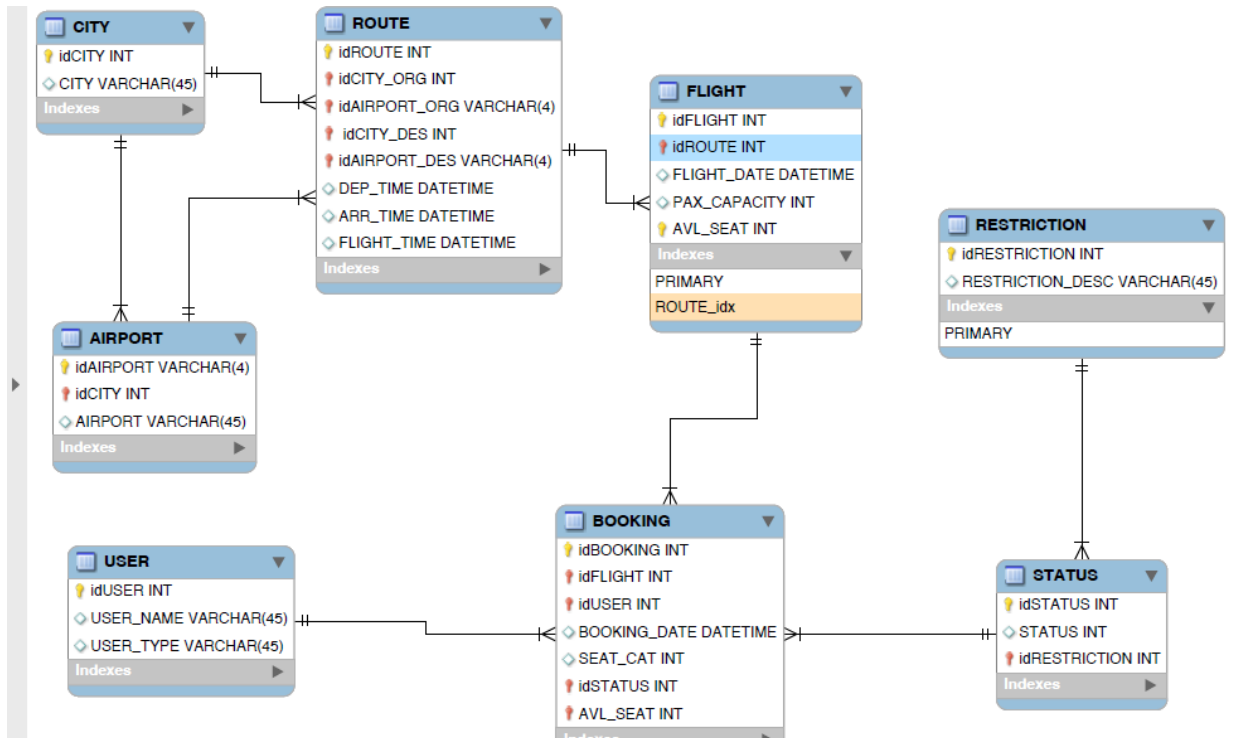 CITY
idCITY INT
CITY VARCHAR(45)
Indexes
ROUTE
idROUTE INT
idCITY_ORG INT
idAIRPORT_ORG VARCHAR(4)
idCITY_DES INT
idAIRPORT_DES VARCHAR(4)
DEP_TIME DATETIME
ARR_TIME DATETIME
FLIGHT_TIME DATETIME
Indexes
FLIGHT
idFLIGHT INT
idROUTE INT
FLIGHT_DATE DATETIME
PAX_CAPACITY INT
AVL_SEAT INT
Indexes
PRIMARY
ROUTE_idx
RESTRICTION
idRESTRICTION INT
RESTRICTION_DESC VARCHAR(45)
Indexes
PRIMARY
AIRPORT
idAIRPORT VARCHAR(4)
idCITY INT
AIRPORT VARCHAR(45)
Indexes
USER
idUSER INT
USER_NAME VARCHAR(45)
USER_TYPE VARCHAR(45)
Indexes
BOOKING
idBOOKING INT
idFLIGHT INT
idUSER INT
BOOKING_DATE DATETIME
SEAT_CAT INT
idSTATUS INT
AVL_SEAT INT
Indexes
STATUS
idSTATUS INT
STATUS INT
idRESTRICTION INT
Indexes